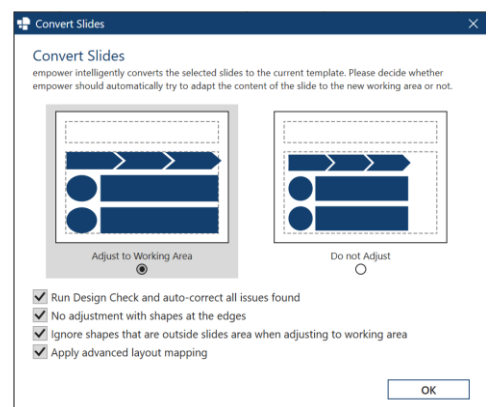 Convert Slides
Convert Slides
empower intelligently converts the selected slides to the current template. Please decide whether
empower should automatically try to adapt the content of the slide to the new working area or not.
Adjust to Working Area
Do not Adjust
Run Design Check and auto-correct all issues found
No adjustment with shapes at the edges
Ignore shapes that are outside slides area when adjusting to working area
Apply advanced layout mapping
OK